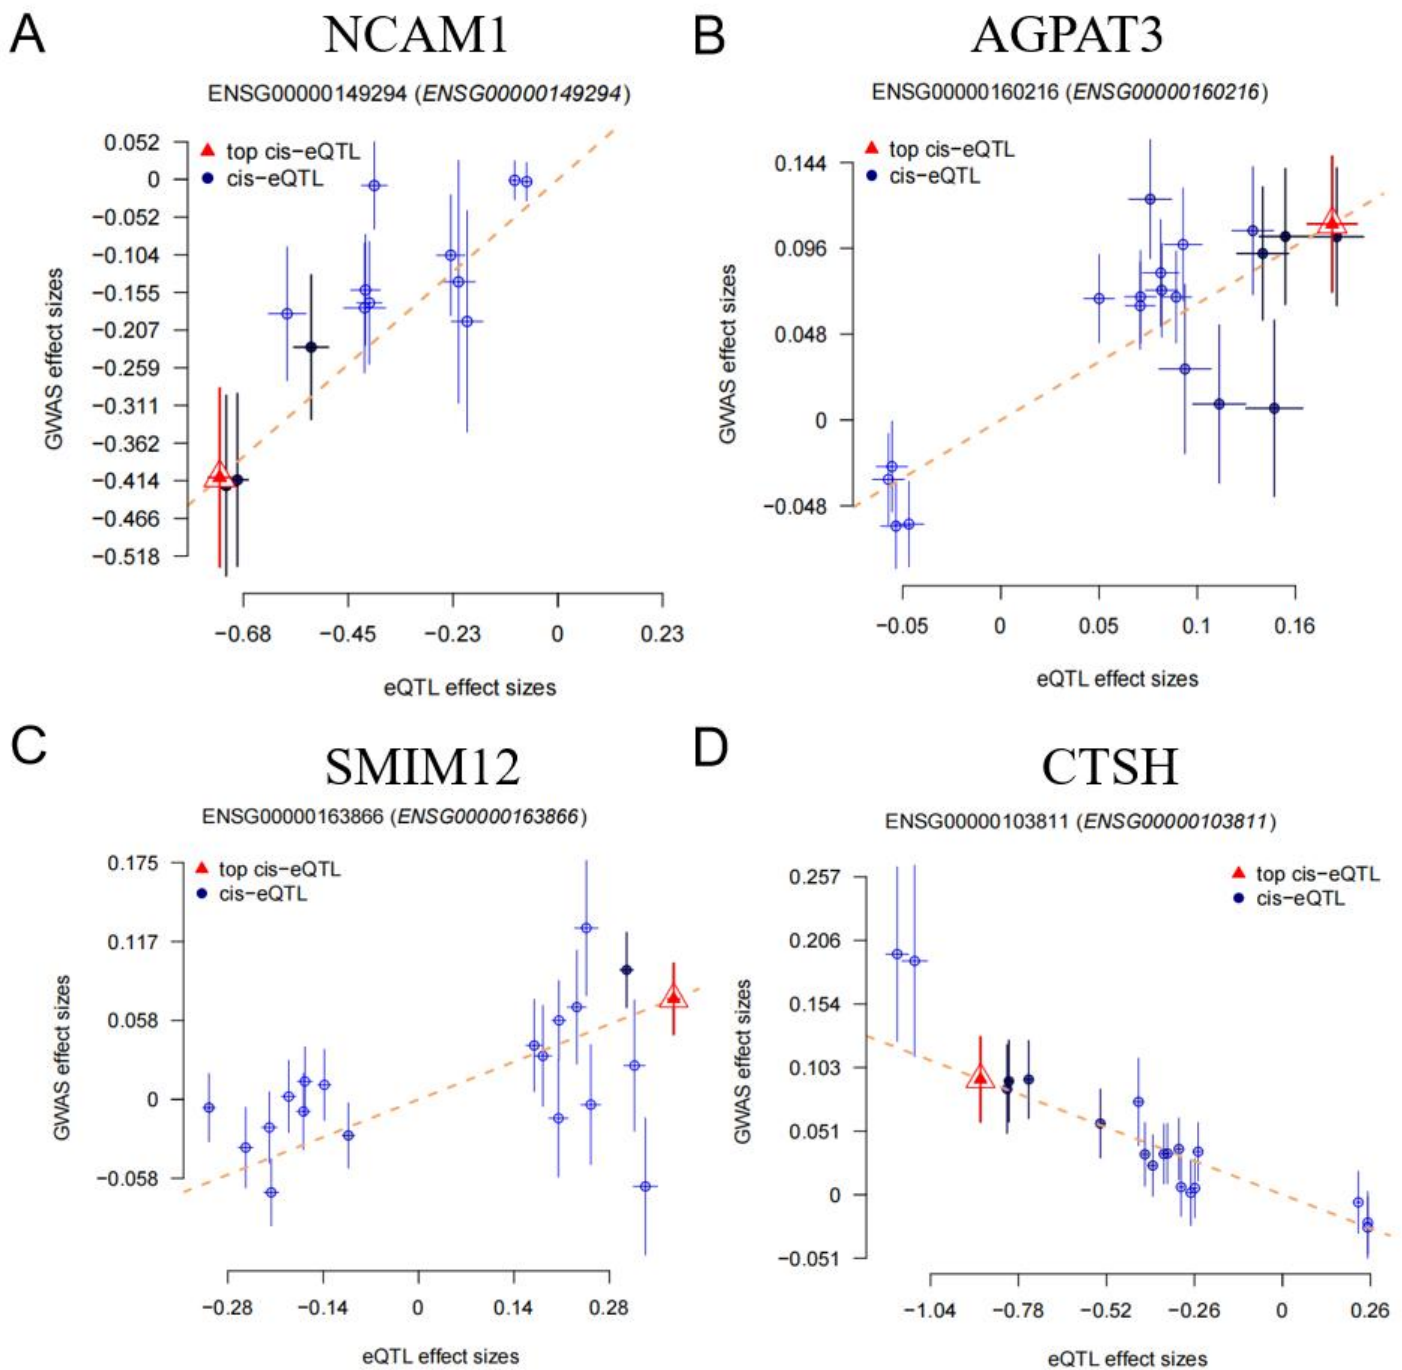 A
NCAM1
ENSG00000149294 (ENSG00000149294)
top cis−eQTL
cis−eQTL
0.052
0
−0.052
−0.104
−0.155
−0.207
−0.259
−0.311
−0.362
−0.414
−0.466
−0.518
GWAS effect sizes
−0.68 −0.45 −0.23 0 0.23
eQTL effect sizes
B
AGPAT3
ENSG00000160216 (ENSG00000160216)
top cis−eQTL
cis−eQTL
0.144
0.096
0.048
0
−0.048
GWAS effect sizes
−0.05 0 0.05 0.1 0.16
eQTL effect sizes
C
SMIM12
ENSG00000163866 (ENSG00000163866)
top cis−eQTL
cis−eQTL
0.175
0.117
0.058
0
−0.058
GWAS effect sizes
−0.28 −0.14 0 0.14 0.28
eQTL effect sizes
D
CTSH
ENSG00000103811 (ENSG00000103811)
top cis−eQTL
cis−eQTL
0.257
0.206
0.154
0.103
0.051
0
−0.051
GWAS effect sizes
−1.04 −0.78 −0.52 −0.26 0 0.26
eQTL effect sizes